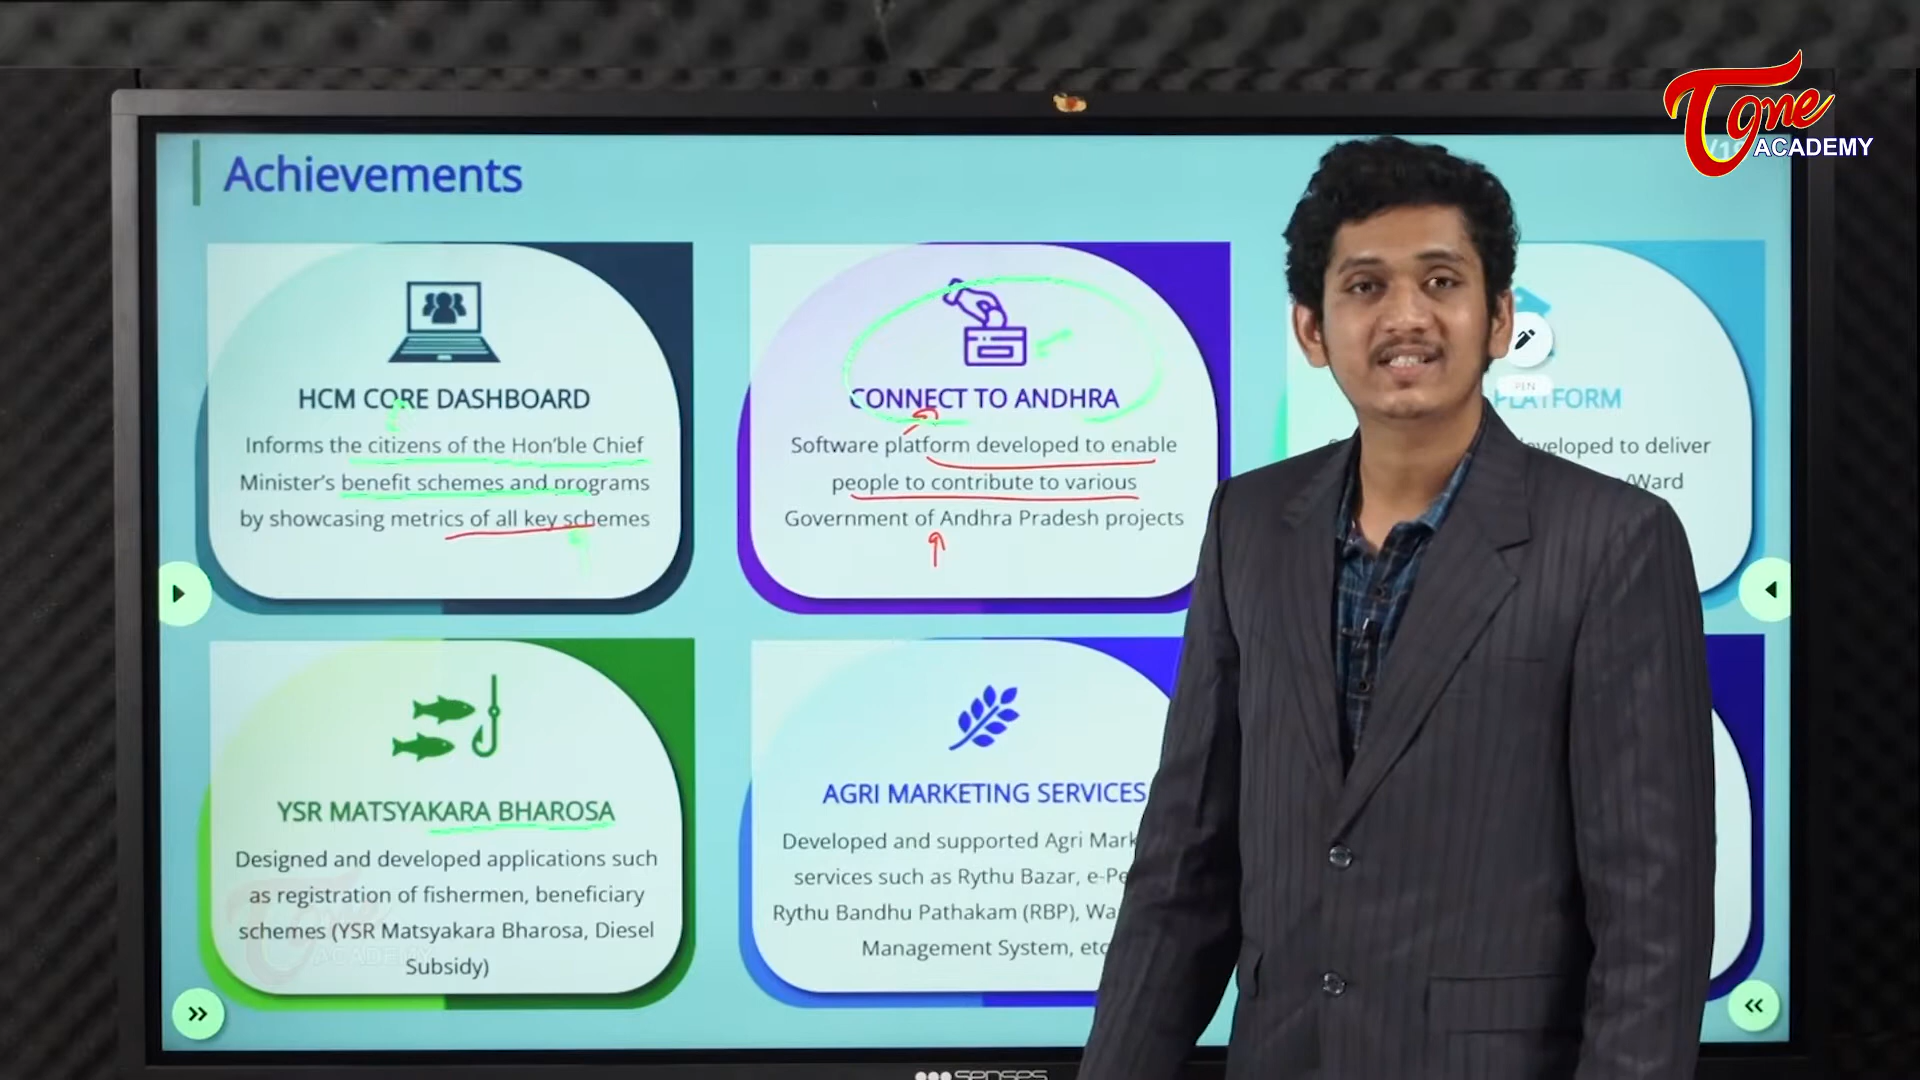 Tone
ACADEMY
Achievements
HCM CORE DASHBOARD
Informs the citizens of the Hon'ble Chief
Minister's benefit schemes and programs
by showcasing metrics of all key schemes
CONNECT TO ANDHRA
Software platform developed to enable
people to contribute to various
Government of Andhra Pradesh projects
PEN
PLATFORM
developed to deliver
/Ward
YSR MATSYAKARA BHAROSA
Designed and developed applications such
as registration of fishermen, beneficiary
schemes (YSR Matsyakara Bharosa, Diesel
Subsidy)
AGRI MARKETING SERVICES
Developed and supported Agri Mark
services such as Rythu Bazar, e-Pe
Rythu Bandhu Pathakam (RBP), Wa
Management System, etc
senses